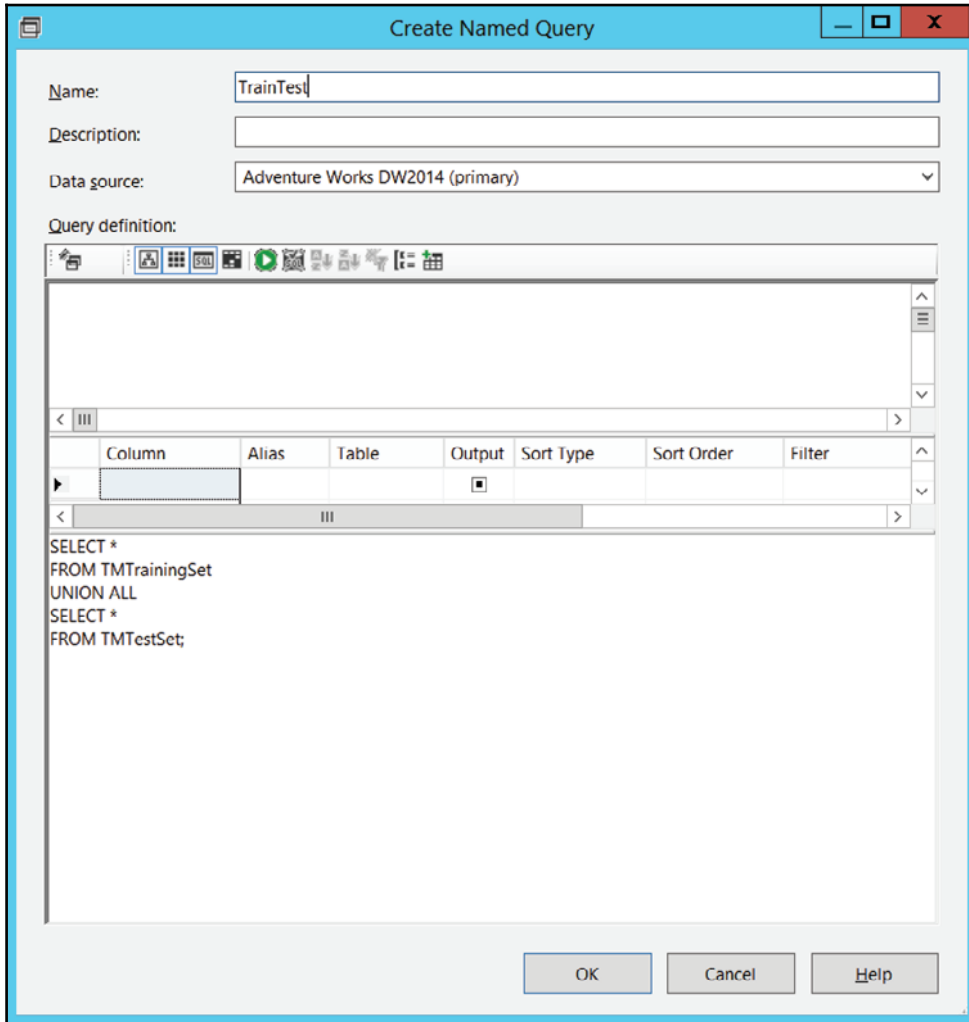 Create Named Query
Name:
TrainTest
Description:
Data source:
Adventure Works DW2014 (primary)
Query definition:
SQL
Column Alias Table Output Sort Type Sort Order Filter
SELECT *
FROM TMTrainingSet
UNION ALL
SELECT *
FROM TMTestSet;
OK Cancel Help